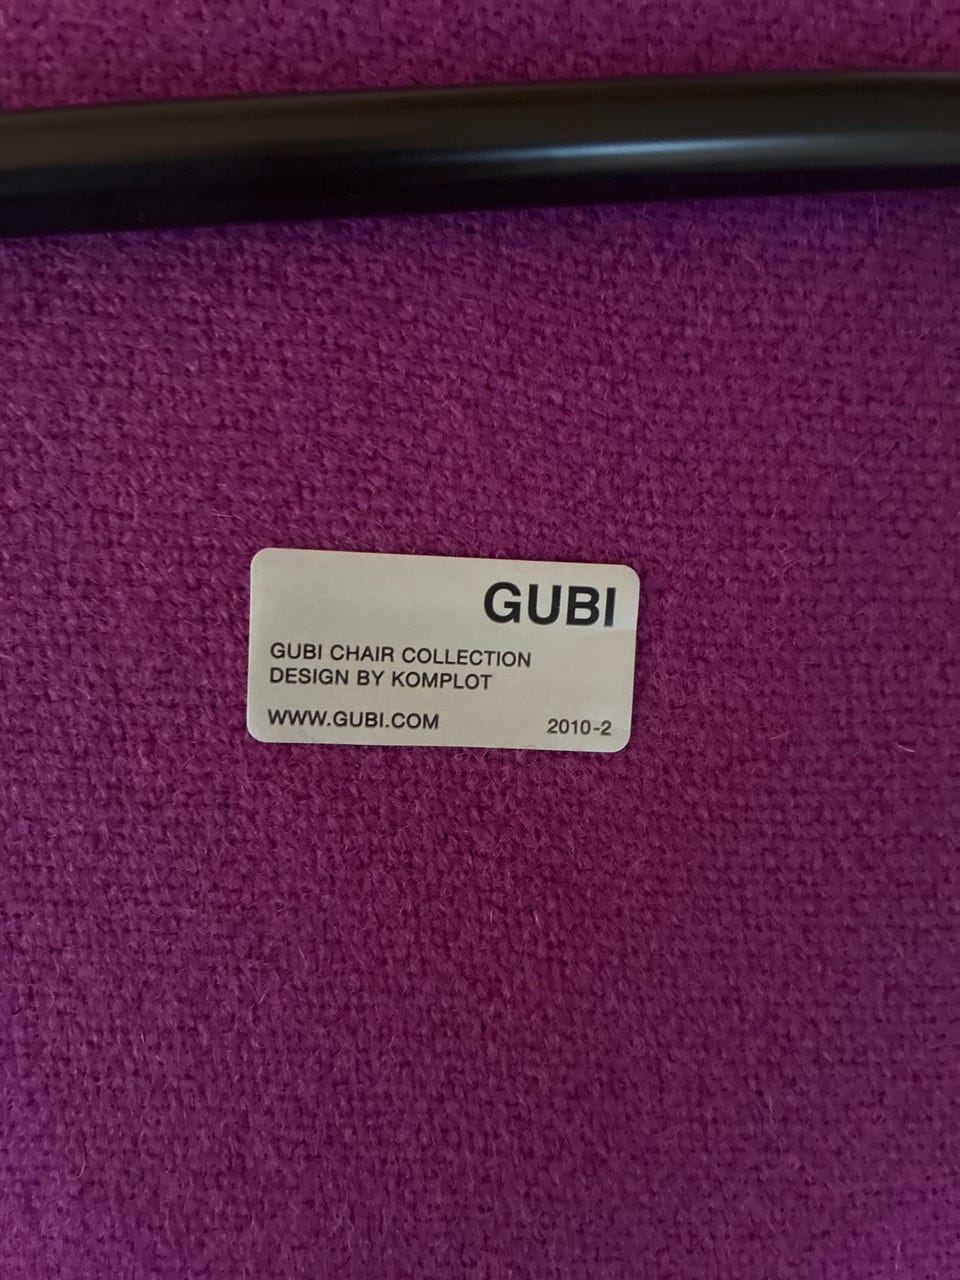 GUBI
GUBI CHAIR COLLECTION
DESIGN BY KOMPLOT
WWW.GUBI.COM 2010-2